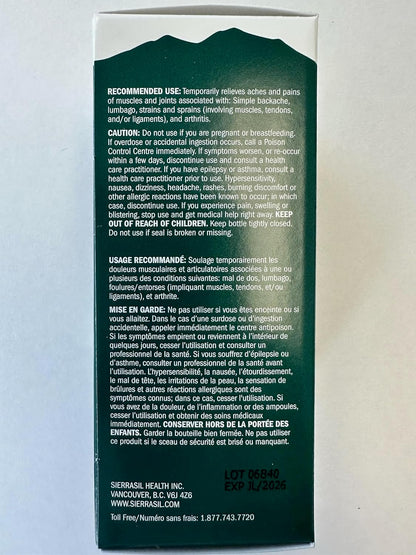 RECOMMENDED USE: Temporarily relieves aches and pains
of muscles and joints associated with: Simple backache,
lumbago, strains and sprains (involving muscles, tendons,
and/or ligaments), and arthritis.
CAUTION: Do not use if you are pregnant or breastfeeding.
If overdose or accidental ingestion occurs, call a Poison
Control Centre immediately. If symptoms worsen, or re-occur
within a few days, discontinue use and consult a health
care practitioner. If you have epilepsy or asthma, consult a
health care practitioner prior to use. Hypersensitivity,
nausea, dizziness, headache, rashes, burning discomfort or
other allergic reactions have been known to occur; in which
case, discontinue use. If you experience pain, swelling or
blistering, stop use and get medical help right away. KEEP
OUT OF REACH OF CHILDREN. Keep bottle tightly closed.
Do not use if seal is broken or missing.
USAGE RECOMMANDÉ: Soulage temporairement les
douleurs musculaires et articulatoires associées à une ou
plusieurs des conditions suivantes: mal de dos, lumbago,
foulures/entorses (impliquant muscles, tendons, et/ou
ligaments), et arthrite.
MISE EN GARDE: Ne pas utiliser si vous êtes enceinte ou si
vous allaitez. Dans le cas d'une surdose ou d'ingestion
accidentelle, appeler immédiatement le centre antipoison.
Si les symptômes empirent ou reviennent à l'intérieur de
quelques jours, cesser l'utilisation et consulter un
professionnel de la santé. Si vous souffrez d'épilepsie ou
d'asthme, consulter un professionnel de la santé avant
l'utilisation. L'hypersensibilité, la nausée, l'étourdissement,
le mal de tête, les irritations de la peau, la sensation de
brûlures et autres réactions allergiques sont des
symptômes connus; dans ce cas, cesser l'utilisation. Si
vous avez de la douleur, de l'inflammation or des ampoules,
cesser l'utilisation et obtenir des soins médicaux
immédiatement. CONSERVER HORS DE LA PORTÉE DES
ENFANTS. Garder la bouteille bien fermée. Ne pas utiliser
ce produit si le sceau de sécurité est brisé ou manquant.
LOT 06840
EXP JL/2026
SIERRASIL HEALTH INC.
VANCOUVER, B.C. V6J 4Z6
WWW.SIERRASIL.COM
Toll Free/Numéro sans frais: 1.877.743.7720